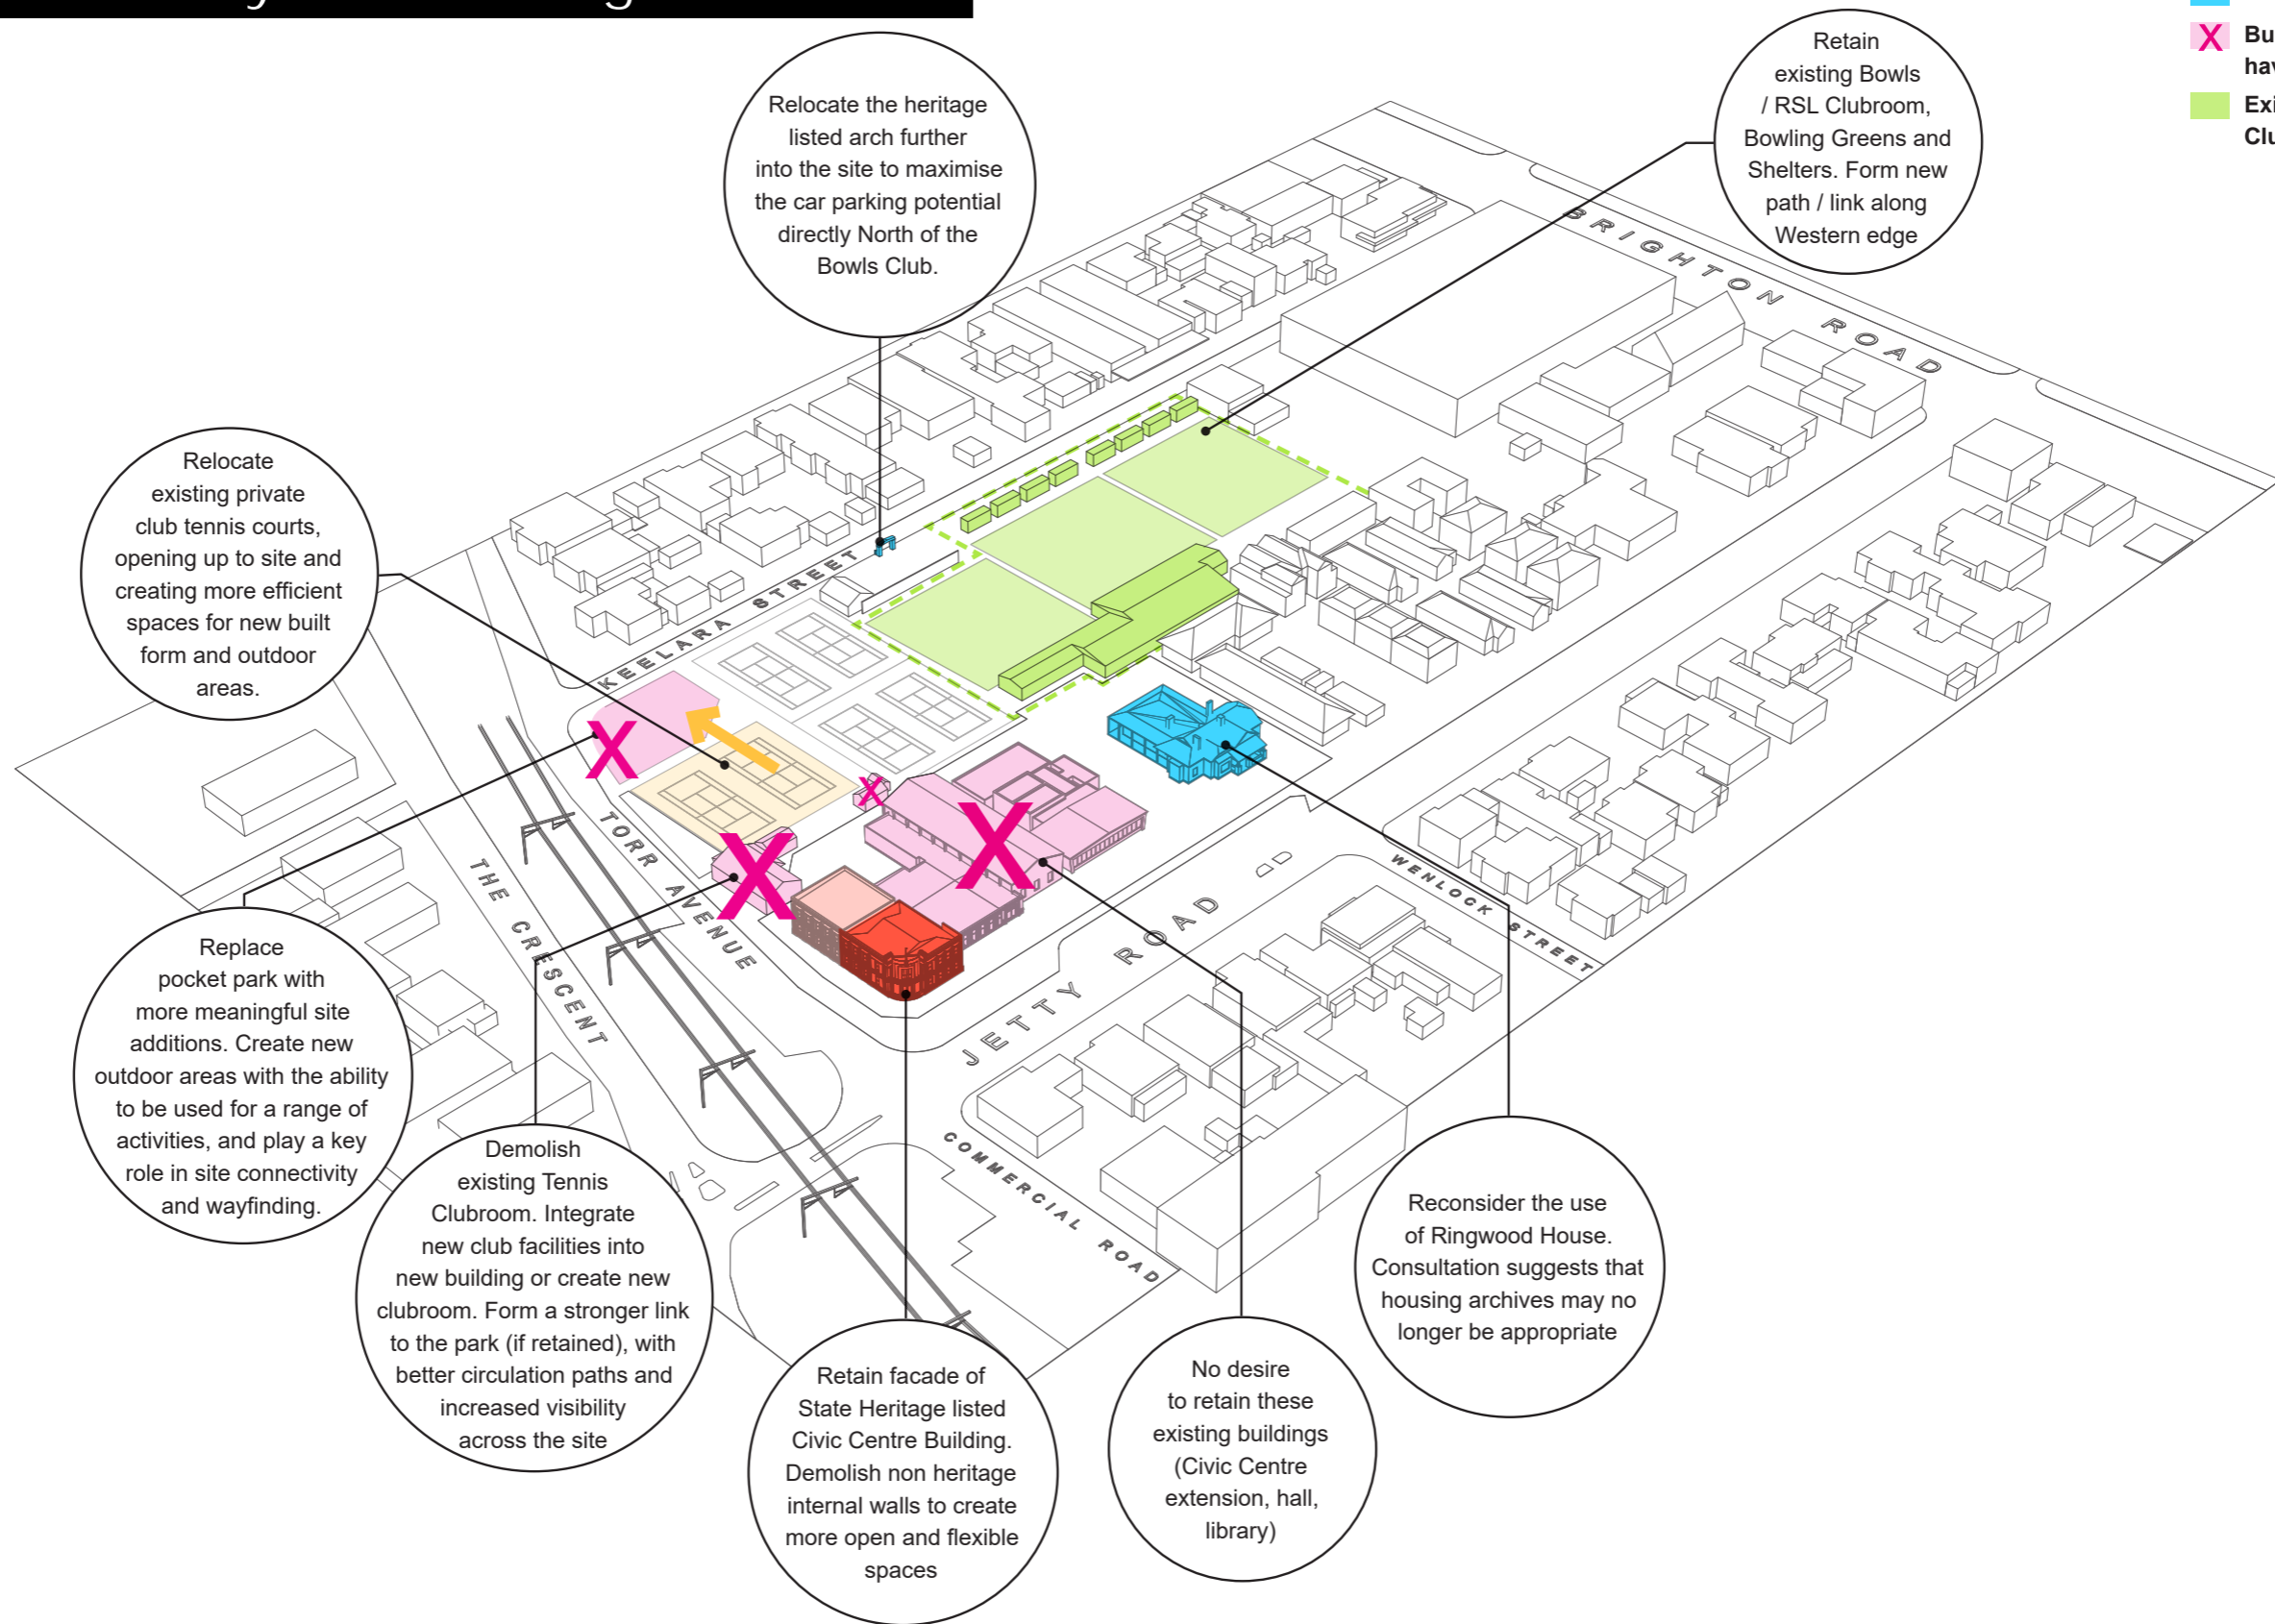 X Bu
hav
Exi
Clu
Relocate the heritage
listed arch further
into the site to maximise
the car parking potential
directly North of the
Bowls Club.
Retain
existing Bowls
/ RSL Clubroom,
Bowling Greens and
Shelters. Form new
path / link along
Western edge
BRIGHTON ROAD
Relocate
existing private
club tennis courts,
opening up to site and
creating more efficient
spaces for new built
form and outdoor
areas.
KEELARA STREET
X
X
X
X
TORR AVENUE
THE CRESCENT
JETTY ROAD
WENLOCK STREET
COMMERCIAL ROAD
Replace
pocket park with
more meaningful site
additions. Create new
outdoor areas with the ability
to be used for a range of
activities, and play a key
role in site connectivity
and wayfinding.
Demolish
existing Tennis
Clubroom. Integrate
new club facilities into
new building or create new
clubroom. Form a stronger link
to the park (if retained), with
better circulation paths and
increased visibility
across the site
Retain facade of
State Heritage listed
Civic Centre Building.
Demolish non heritage
internal walls to create
more open and flexible
spaces
No desire
to retain these
existing buildings
(Civic Centre
extension, hall,
library)
Reconsider the use
of Ringwood House.
Consultation suggests that
housing archives may no
longer be appropriate